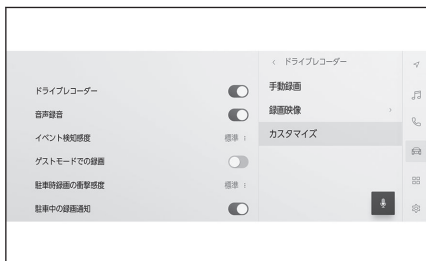 ドライブレコーダー
音声録音
イベント検知感度 標準
ゲストモードでの録画
駐車時録画の衝撃感度 標準
駐車中の録画通知
< ドライブレコーダー
手動録画
録画映像 >
カスタマイズ